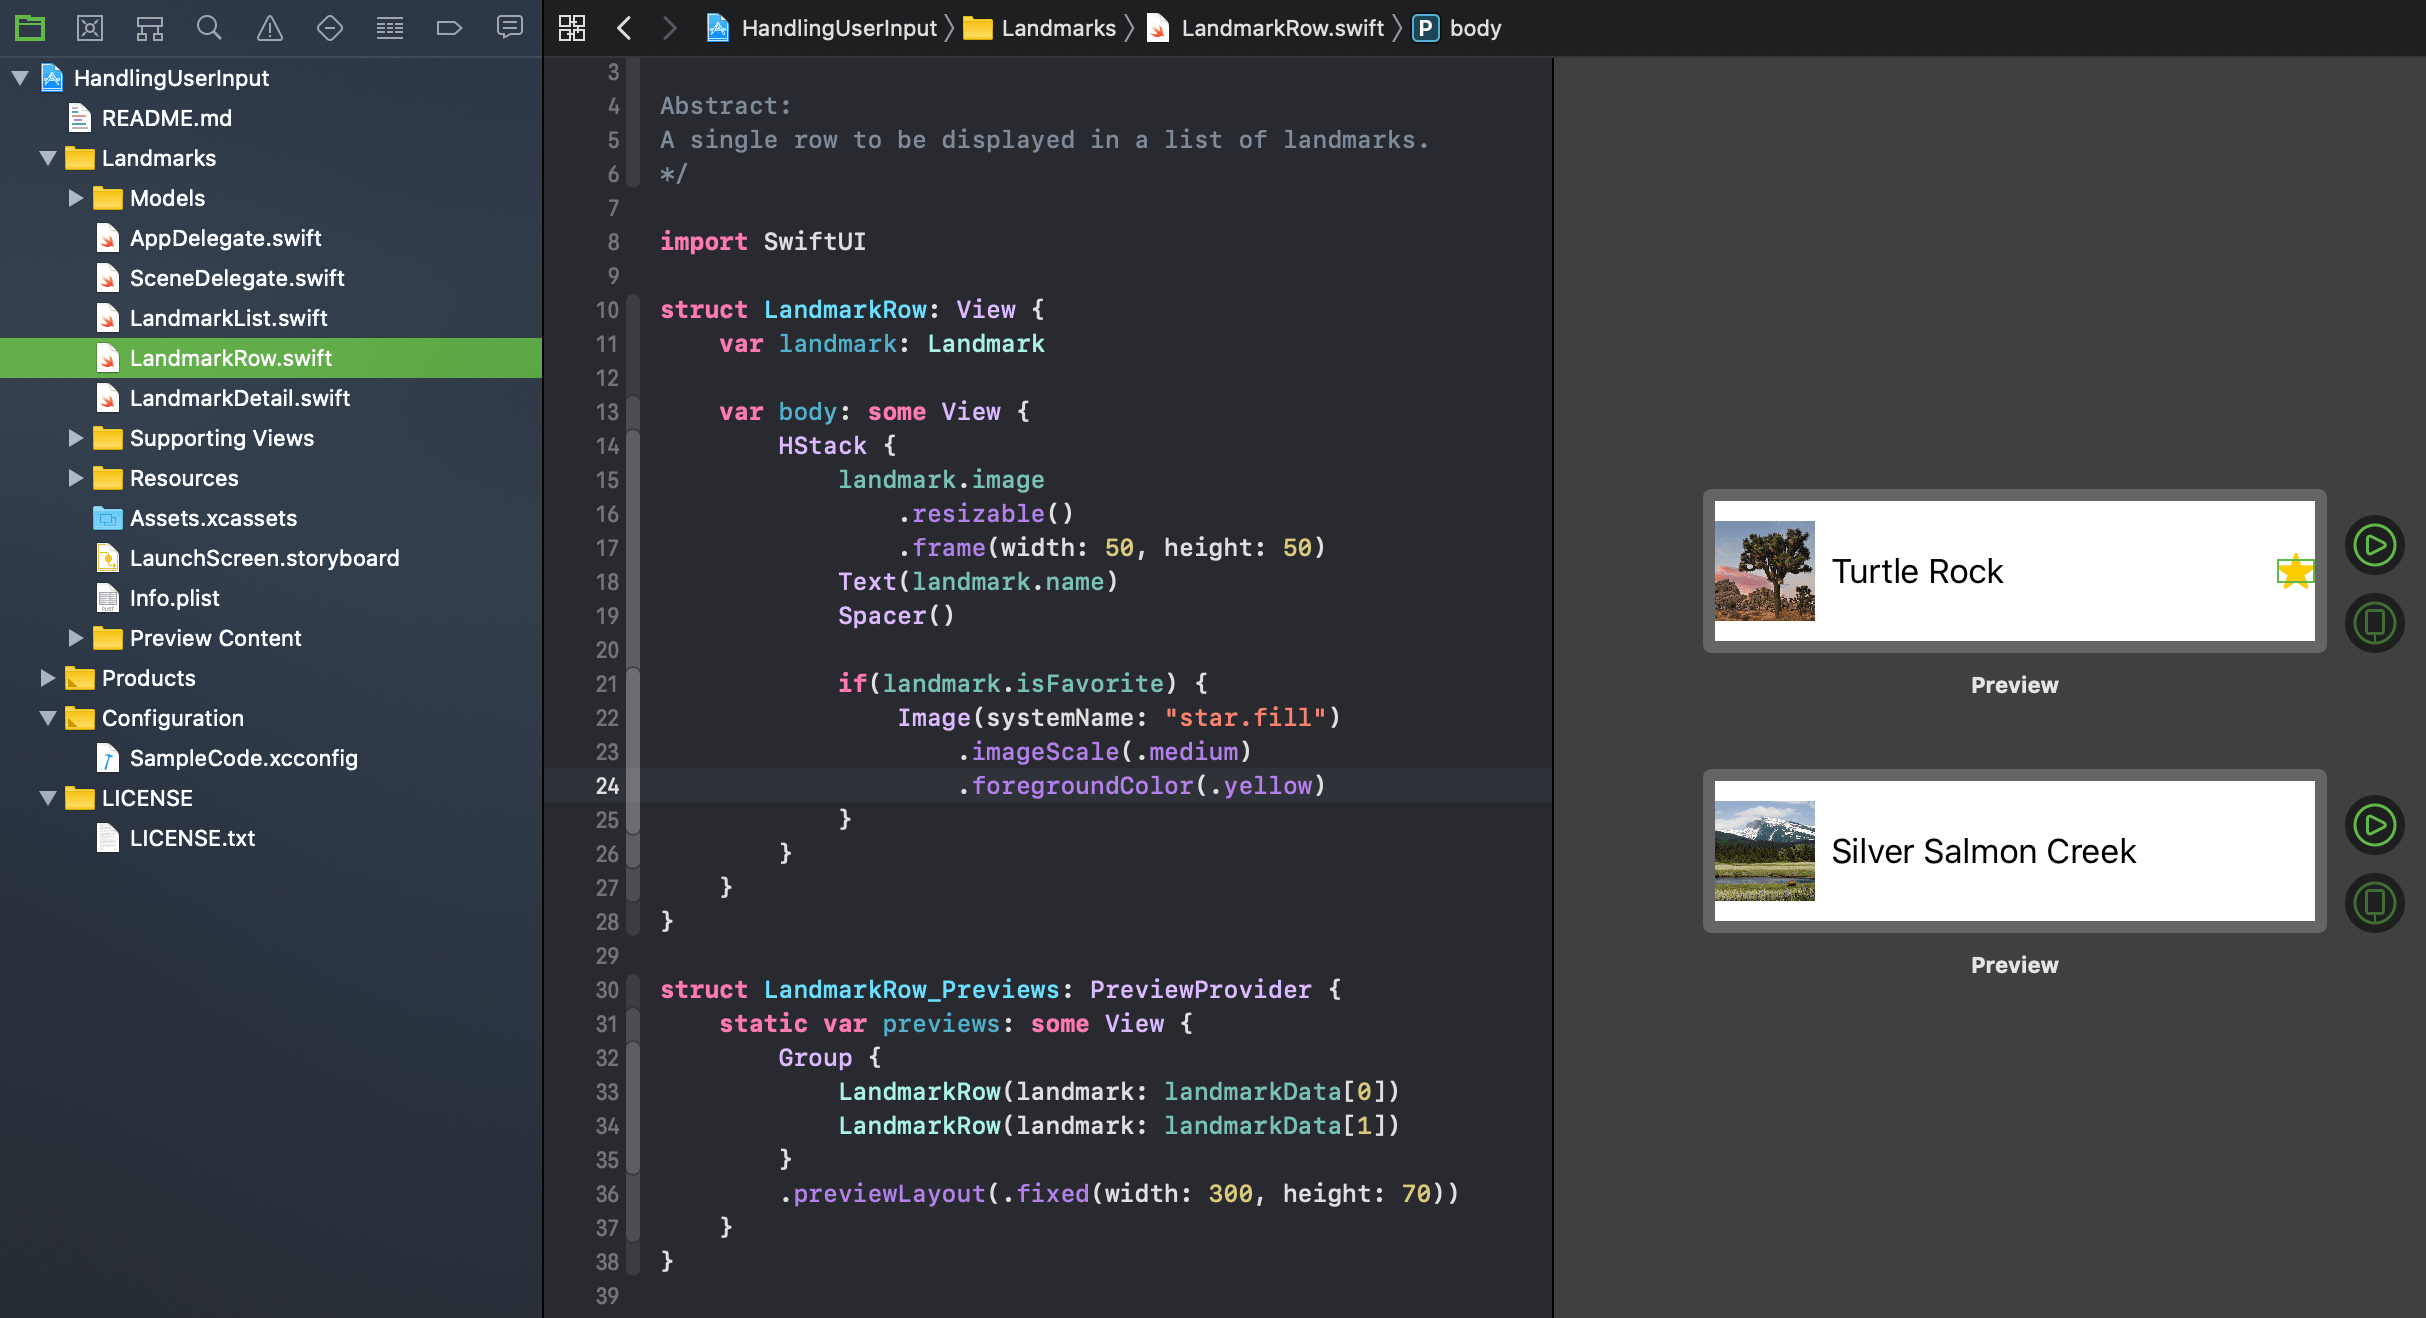 HandlingUserInput
README.md
Landmarks
Models
AppDelegate.swift
SceneDelegate.swift
LandmarkList.swift
LandmarkRow.swift
LandmarkDetail.swift
Supporting Views
Resources
Assets.xcassets
LaunchScreen.storyboard
Info.plist
Preview Content
Products
Configuration
SampleCode.xcconfig
LICENSE
LICENSE.txt
HandlingUserInput Landmarks LandmarkRow.swift P body
3
4 Abstract:
5 A single row to be displayed in a list of landmarks.
6 */
7
8 import SwiftUI
9
10 struct LandmarkRow: View {
11     var landmark: Landmark
12
13     var body: some View {
14         HStack {
15             landmark.image
16                 .resizable()
17                 .frame(width: 50, height: 50)
18             Text(landmark.name)
19             Spacer()
20
21             if(landmark.isFavorite) {
22                 Image(systemName: "star.fill")
23                     .imageScale(.medium)
24                     .foregroundColor(.yellow)
25             }
26         }
27     }
28 }
29
30 struct LandmarkRow_Previews: PreviewProvider {
31     static var previews: some View {
32         Group {
33             LandmarkRow(landmark: landmarkData[0])
34             LandmarkRow(landmark: landmarkData[1])
35         }
36         .previewLayout(.fixed(width: 300, height: 70))
37     }
38 }
39
Turtle Rock
Preview
Silver Salmon Creek
Preview